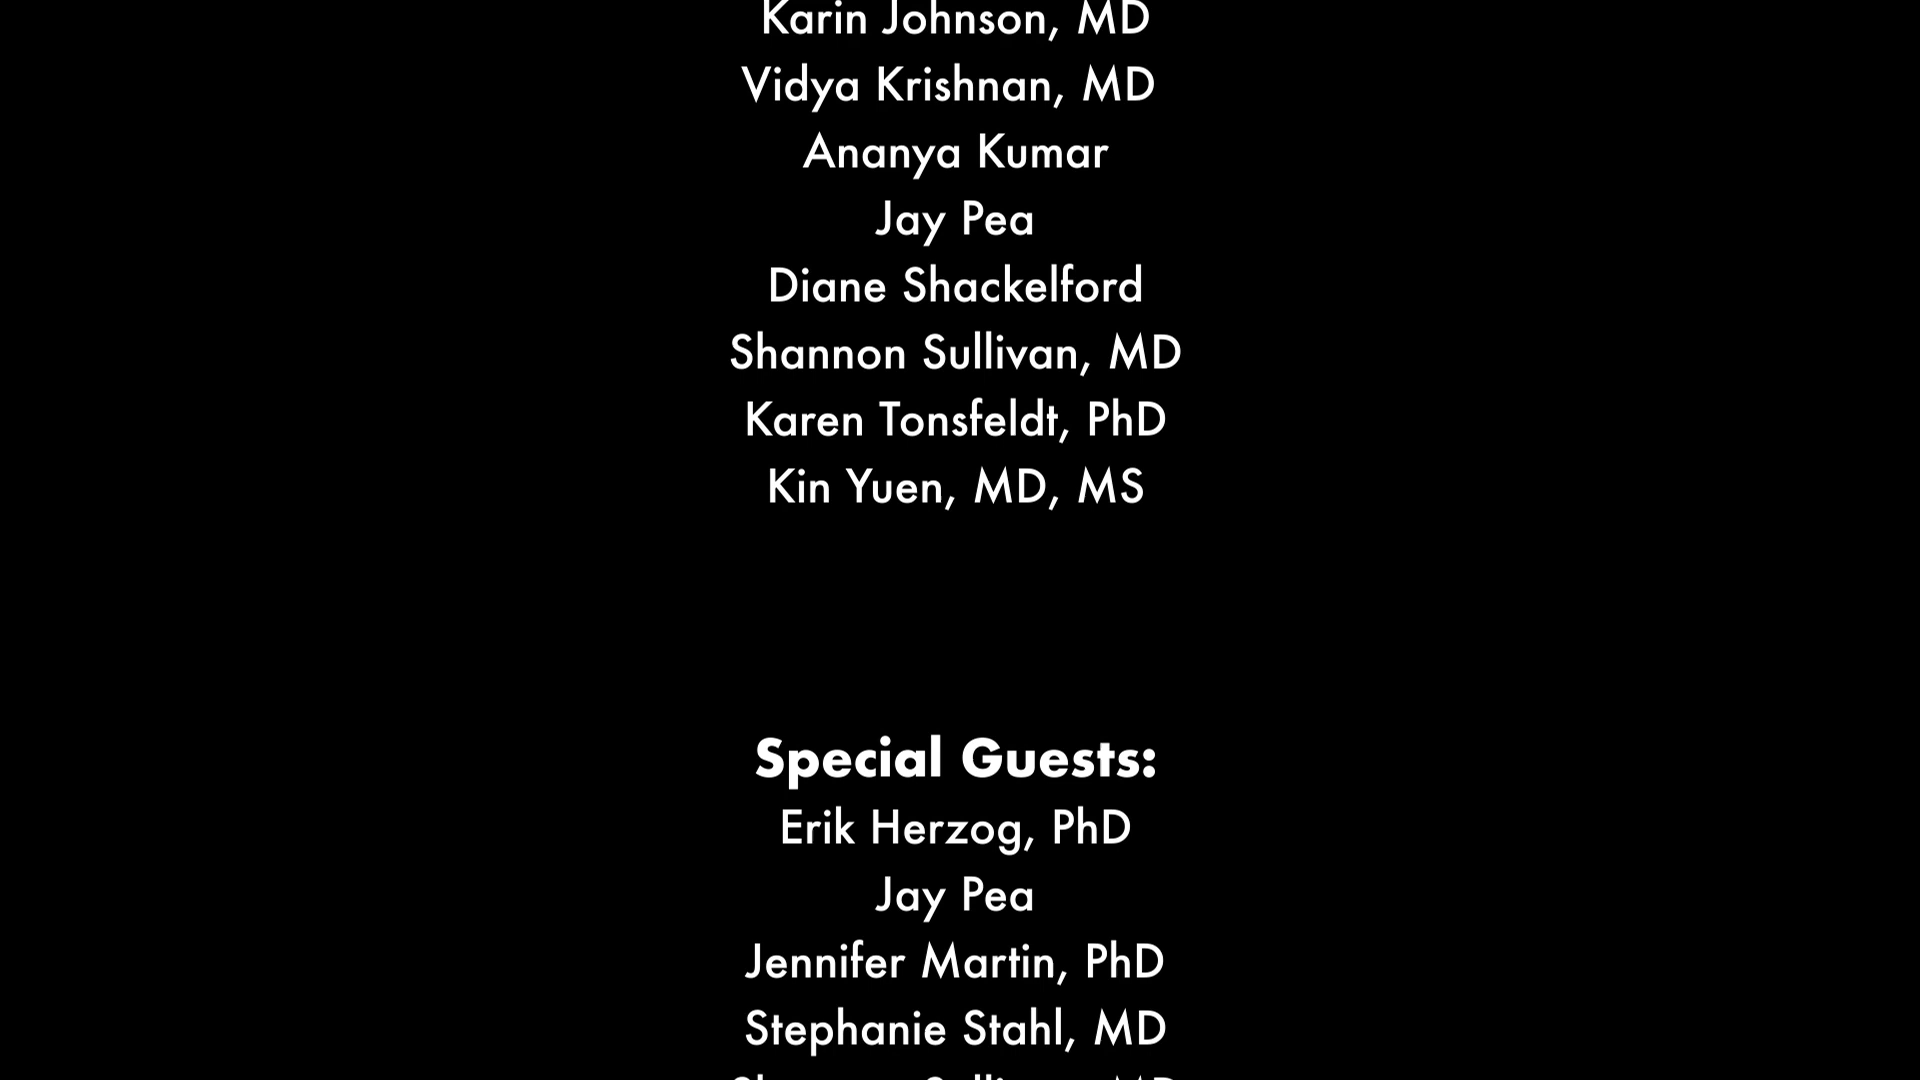 Karin Johnson, MD
Vidya Krishnan, MD
Ananya Kumar
Jay Pea
Diane Shackelford
Shannon Sullivan, MD
Karen Tonsfeldt, PhD
Kin Yuen, MD, MS
Special Guests:
Erik Herzog, PhD
Jay Pea
Jennifer Martin, PhD
Stephanie Stahl, MD